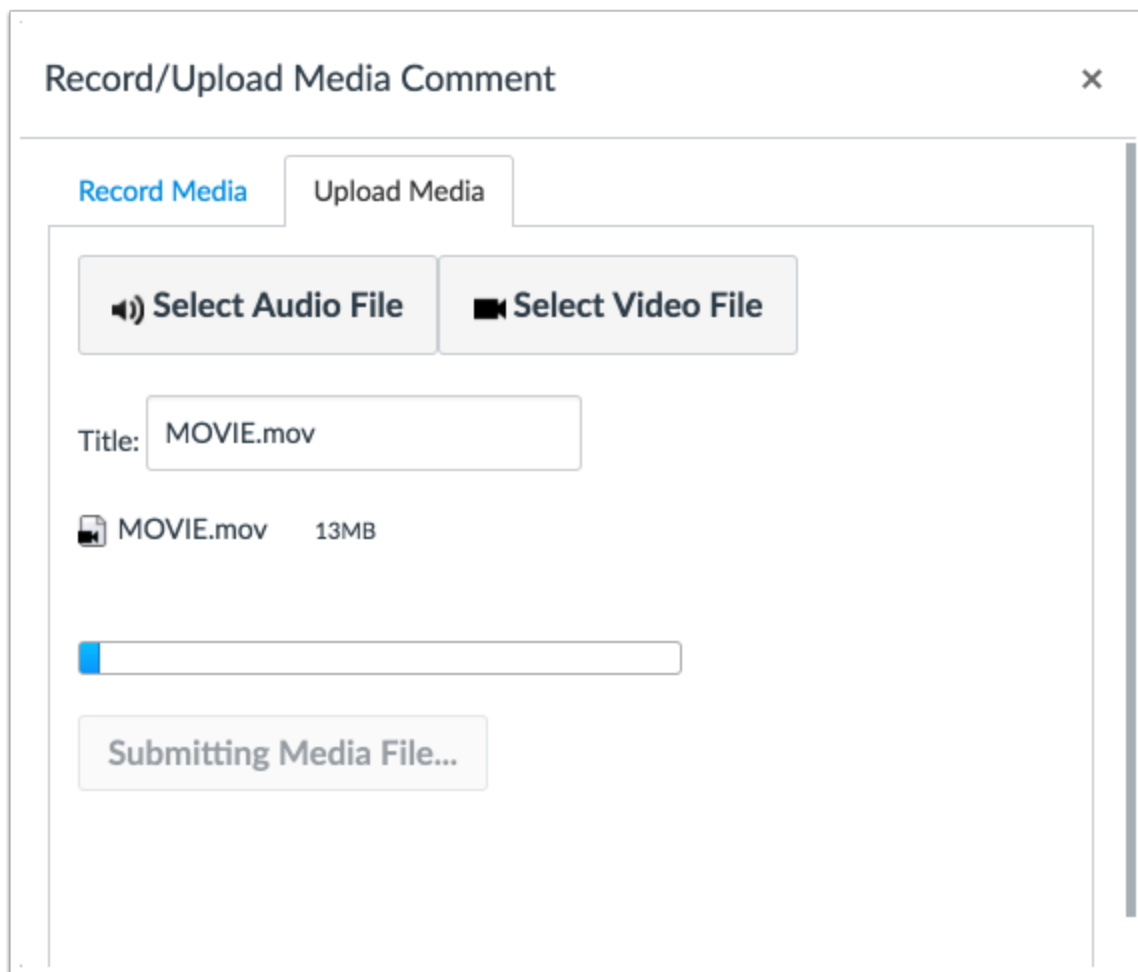 Record/Upload Media Comment ×
Record Media Upload Media
Select Audio File Select Video File
Title: MOVIE.mov
MOVIE.mov 13MB
Submitting Media File...